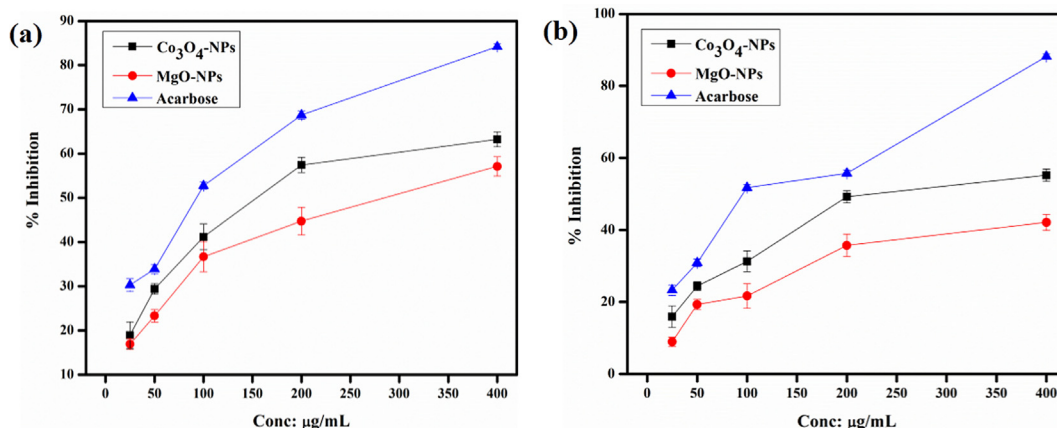 (a)
90
80
70
60
50
40
30
20
10
% Inhibition
Co3O4-NPs
MgO-NPs
Acarbose
0 50 100 150 200 250 300 350 400
Conc: μg/mL
(b)
100
80
60
40
20
0
% Inhibition
Co3O4-NPs
MgO-NPs
Acarbose
0 50 100 150 200 250 300 350 400
Conc: μg/mL